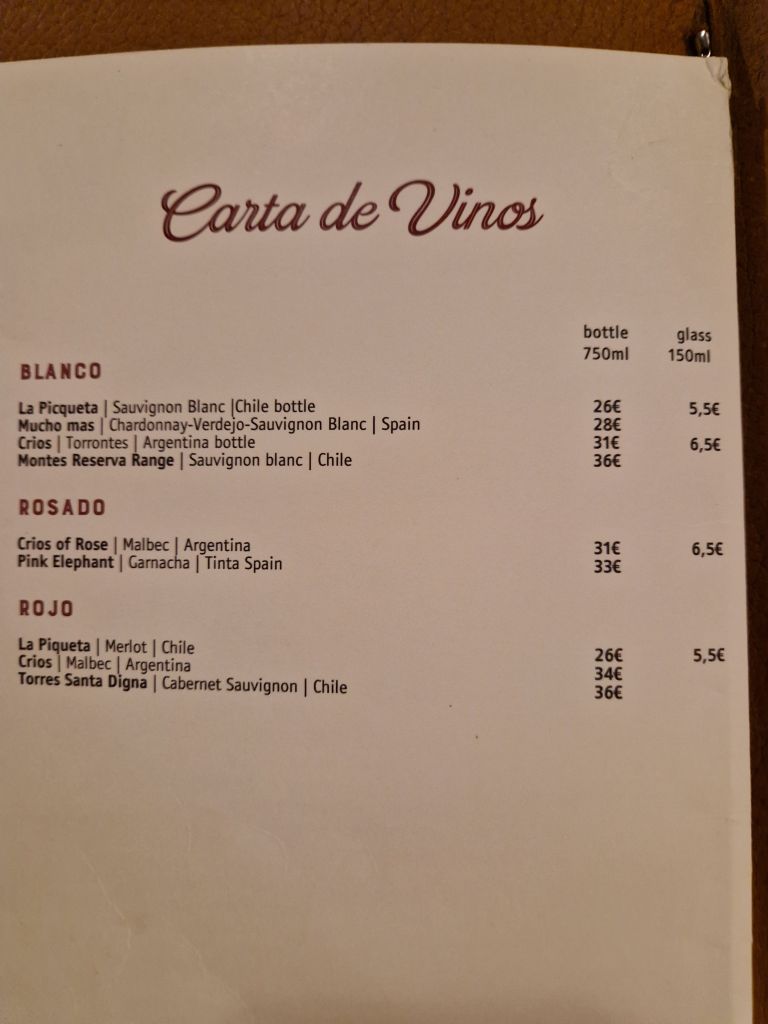 Carta de Vinos
bottle glass
750ml 150ml
BLANCO
La Picqueta | Sauvignon Blanc |Chile bottle 26€ 5,5€
Mucho mas | Chardonnay-Verdejo-Sauvignon Blanc | Spain 28€
Crios | Torrontes | Argentina bottle 31€ 6,5€
Montes Reserva Range | Sauvignon blanc | Chile 36€
ROSADO
Crios of Rose | Malbec | Argentina 31€ 6,5€
Pink Elephant | Garnacha | Tinta Spain 33€
ROJO
La Piqueta | Merlot | Chile 26€ 5,5€
Crios | Malbec | Argentina 34€
Torres Santa Digna | Cabernet Sauvignon | Chile 36€